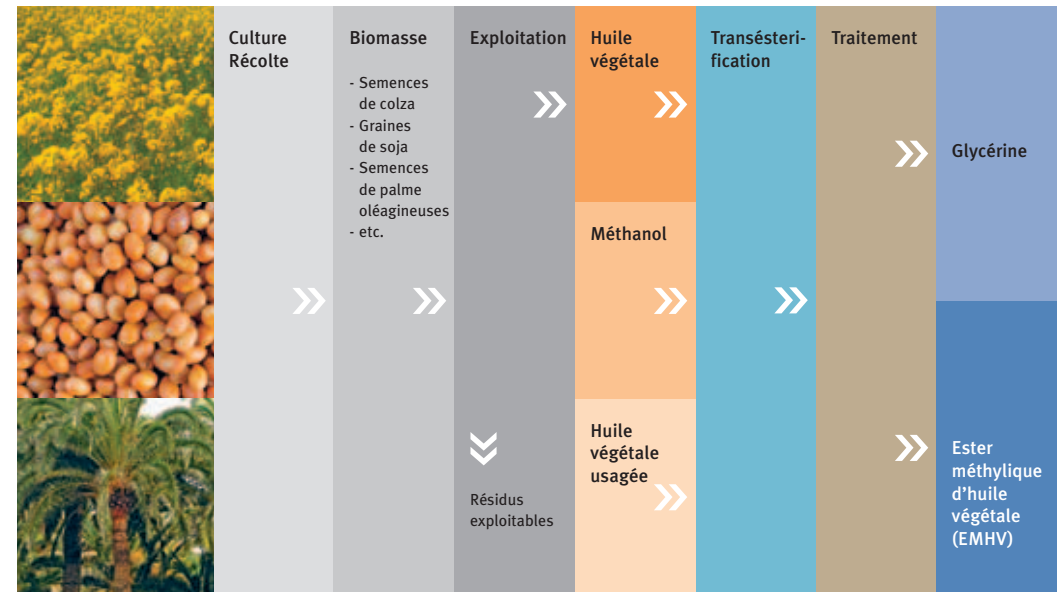 Culture
Récolte
Biomasse
- Semences
de colza
- Graines
de soja
- Semences
de palme
oléagineuses
- etc.
Exploitation
Résidus
exploitables
Huile
végétale
Méthanol
Huile
végétale
usagée
Transésteri-
fication
Traitement
Glycérine
Ester
méthylique
d'huile
végétale
(EMHV)